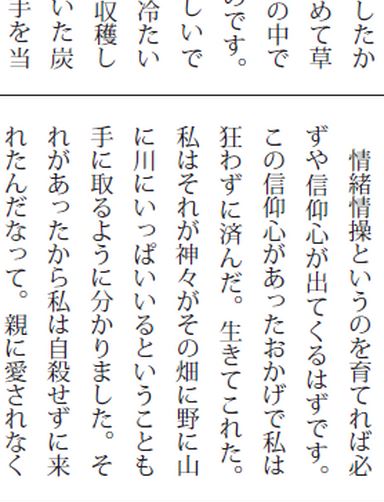 したか
めて草
の中で
のです。
しいで
冷たい
収穫し
いた炭
手を当
情緒情操というのを育てれば必
ずや信仰心が出てくるはずです。
この信仰心があったおかげで私は
狂わずに済んだ。生きてこれた。
私はそれが神々がその畑に野に山
に川にいっぱいいるということも
手に取るように分かりました。そ
れがあったから私は自殺せずに来
れたんだなって。親に愛されなく